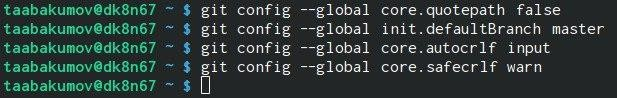 taabakumov@dk8n67 ~ $ git config --global core.quotepath false
taabakumov@dk8n67 ~ $ git config --global init.defaultBranch master
taabakumov@dk8n67 ~ $ git config --global core.autocrlf input
taabakumov@dk8n67 ~ $ git config --global core.safecrlf warn
taabakumov@dk8n67 ~ $